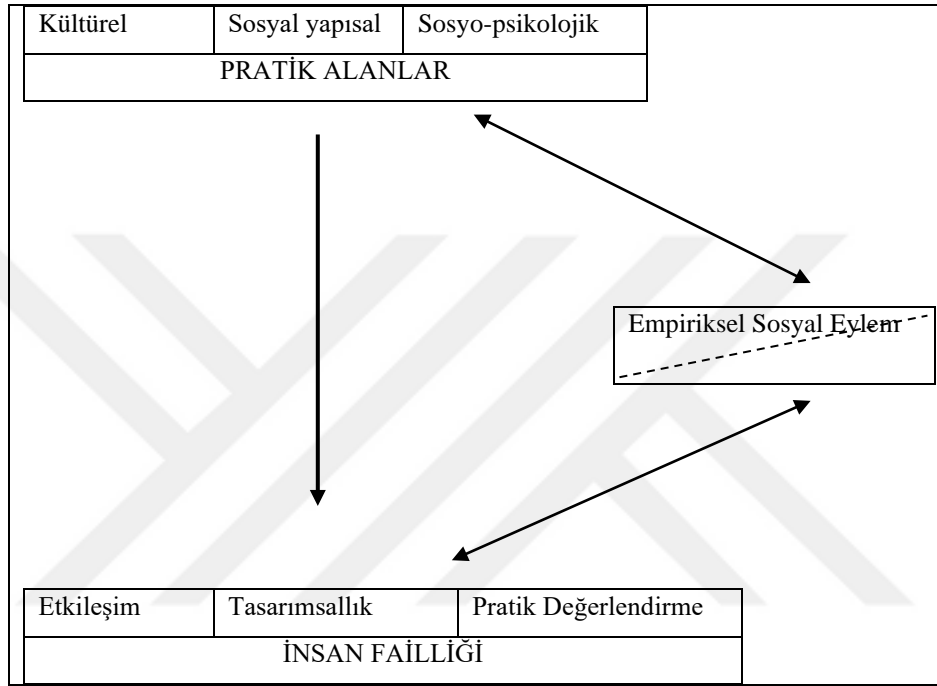 Kültürel Sosyal yapısal Sosyo-psikolojik
PRATİK ALANLAR
Empiriksel Sosyal Eylem
Etkileşim Tasarımsallık Pratik Değerlendirme
İNSAN FAİLLİĞİ